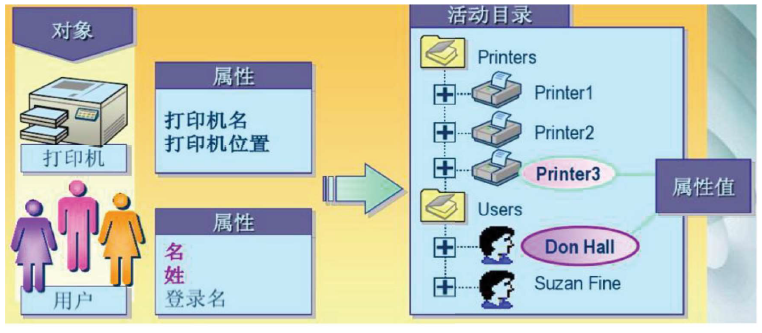 对象
打印机
用户
属性
打印机名
打印机位置
属性
名
姓
登录名
活动目录
Printers
Printer1
Printer2
Printer3
Users
Don Hall
Suzan Fine
属性值